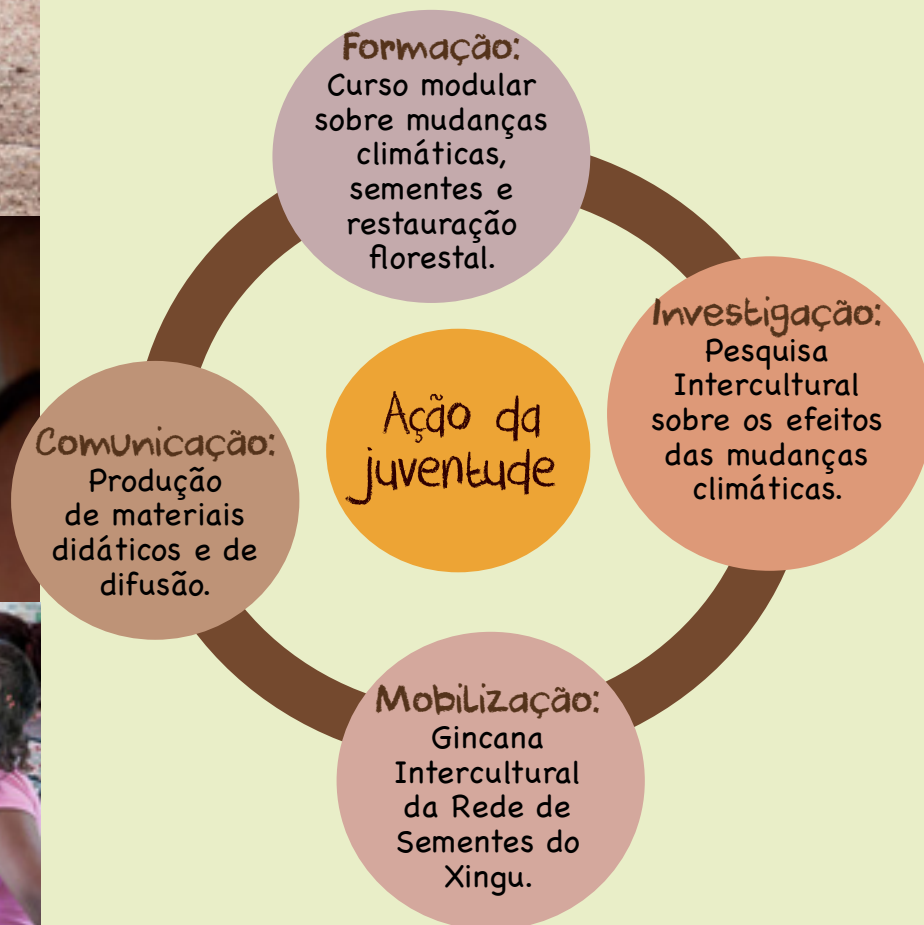 Formação:
Curso modular
sobre mudanças
climáticas,
sementes e
restauração
florestal.
Investigação:
Pesquisa
Intercultural
sobre os efeitos
das mudanças
climáticas.
Ação da
juventude
Comunicação:
Produção
de materiais
didáticos e de
difusão.
Mobilização:
Gincana
Intercultural
da Rede de
Sementes do
Xingu.